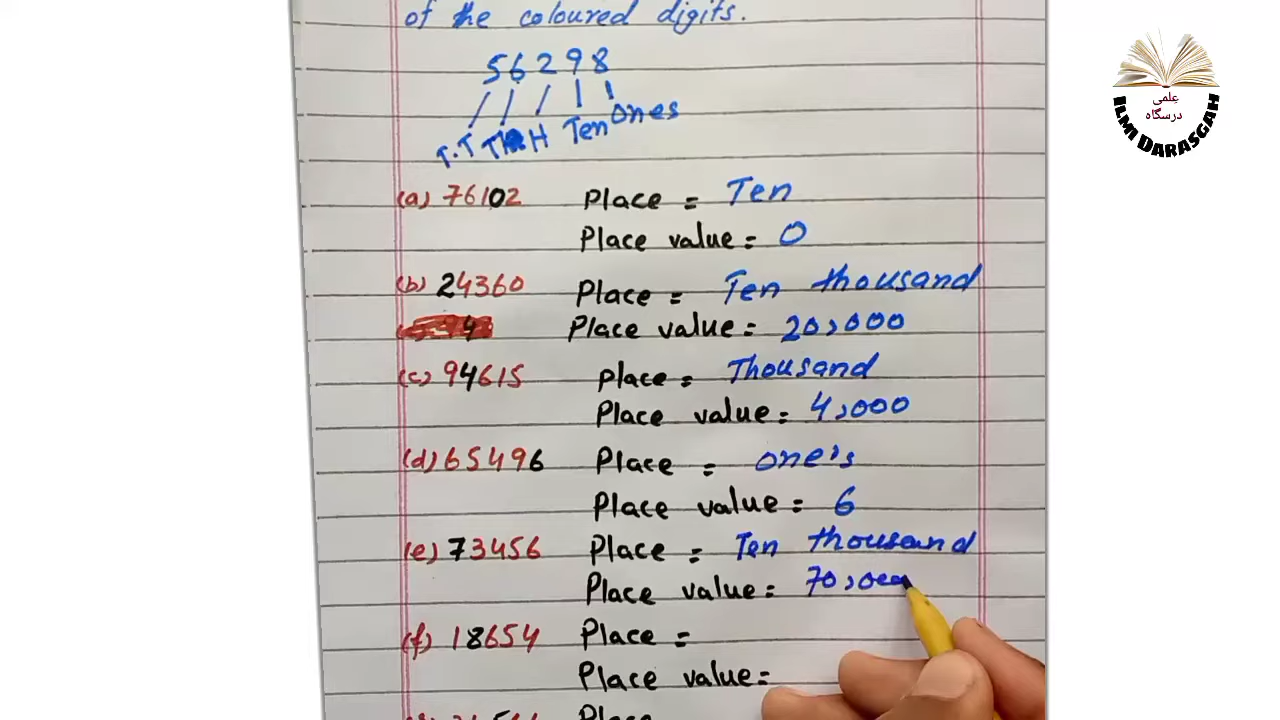 of the coloured digits.
56298
T.T Th H Ten ones
(a) 76102 Place = Ten
Place value = 0
(b) 24360 Place = Ten thousand
Place value = 20,000
(c) 94615 Place = Thousand
Place value = 4,000
(d) 65496 Place = one's
Place value = 6
(e) 73456 Place = Ten thousand
Place value = 70,000
(f) 18654 Place =
Place value =
Place
علمی
درسگاه
ILMI DARASGAH